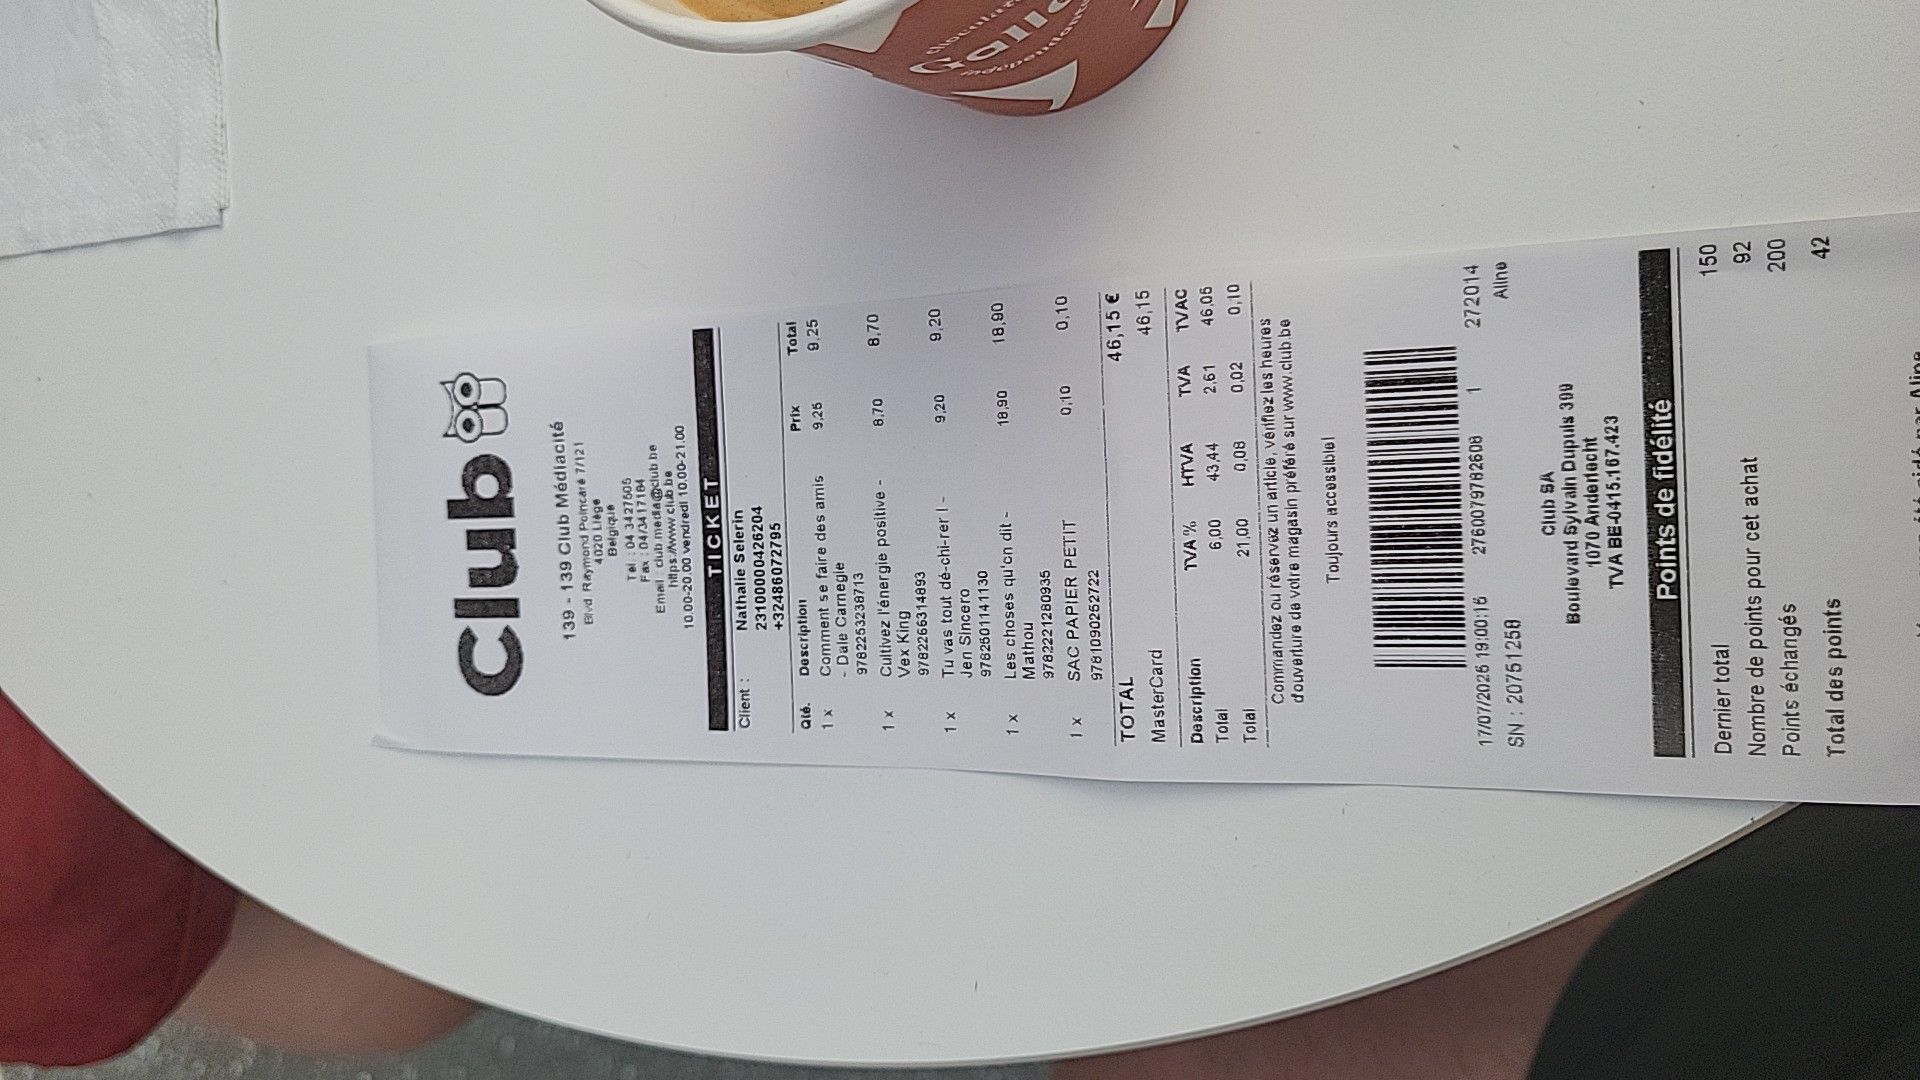 Chocolaterie
Galler
Club
139 - 139 Club Médiacité
Blvd Raymond Poincaré 7/121
4020 Liège
Belgique
Tel : 04 3427605
Fax : 04/3417184
Email : club.media@club.be
https://www.club.be
10.00-20.00 vendredi 10.00-21.00
TICKET
Client : Nathalie Selerin
2310000426204
+32486072795
Qté. Description Prix Total
1 x Comment se faire des amis 9,25 9,25
- Dale Carnegie
9782253238713
1 x Cultivez l'énergie positive - 8,70 8,70
Vex King
9782266314893
1 x Tu vas tout dé-chi-rer ! - 9,20 9,20
Jen Sincero
9782501141130
1 x Les choses qu'on dit - 18,90 18,90
Mathou
9782221280935
1 x SAC PAPIER PETIT 0,10 0,10
9781090262722
TOTAL 46,15 €
MasterCard 46,15
Description TVA % HTVA TVA TVAC
Total 6,00 43,44 2,61 46,05
Total 21,00 0,08 0,02 0,10
Commandez ou réservez un article, vérifiez les heures
d'ouverture de votre magasin préféré sur www.club.be
Toujours accessible!
17/07/2025 19:00:15 2760079782608 1 272014
SN : 20751258 Aline
Club SA
Boulevard Sylvain Dupuis 309
1070 Anderlecht
TVA BE-0415.167.423
Points de fidélité
Dernier total 150
Nombre de points pour cet achat 92
Points échangés 200
Total des points 42
par Aline